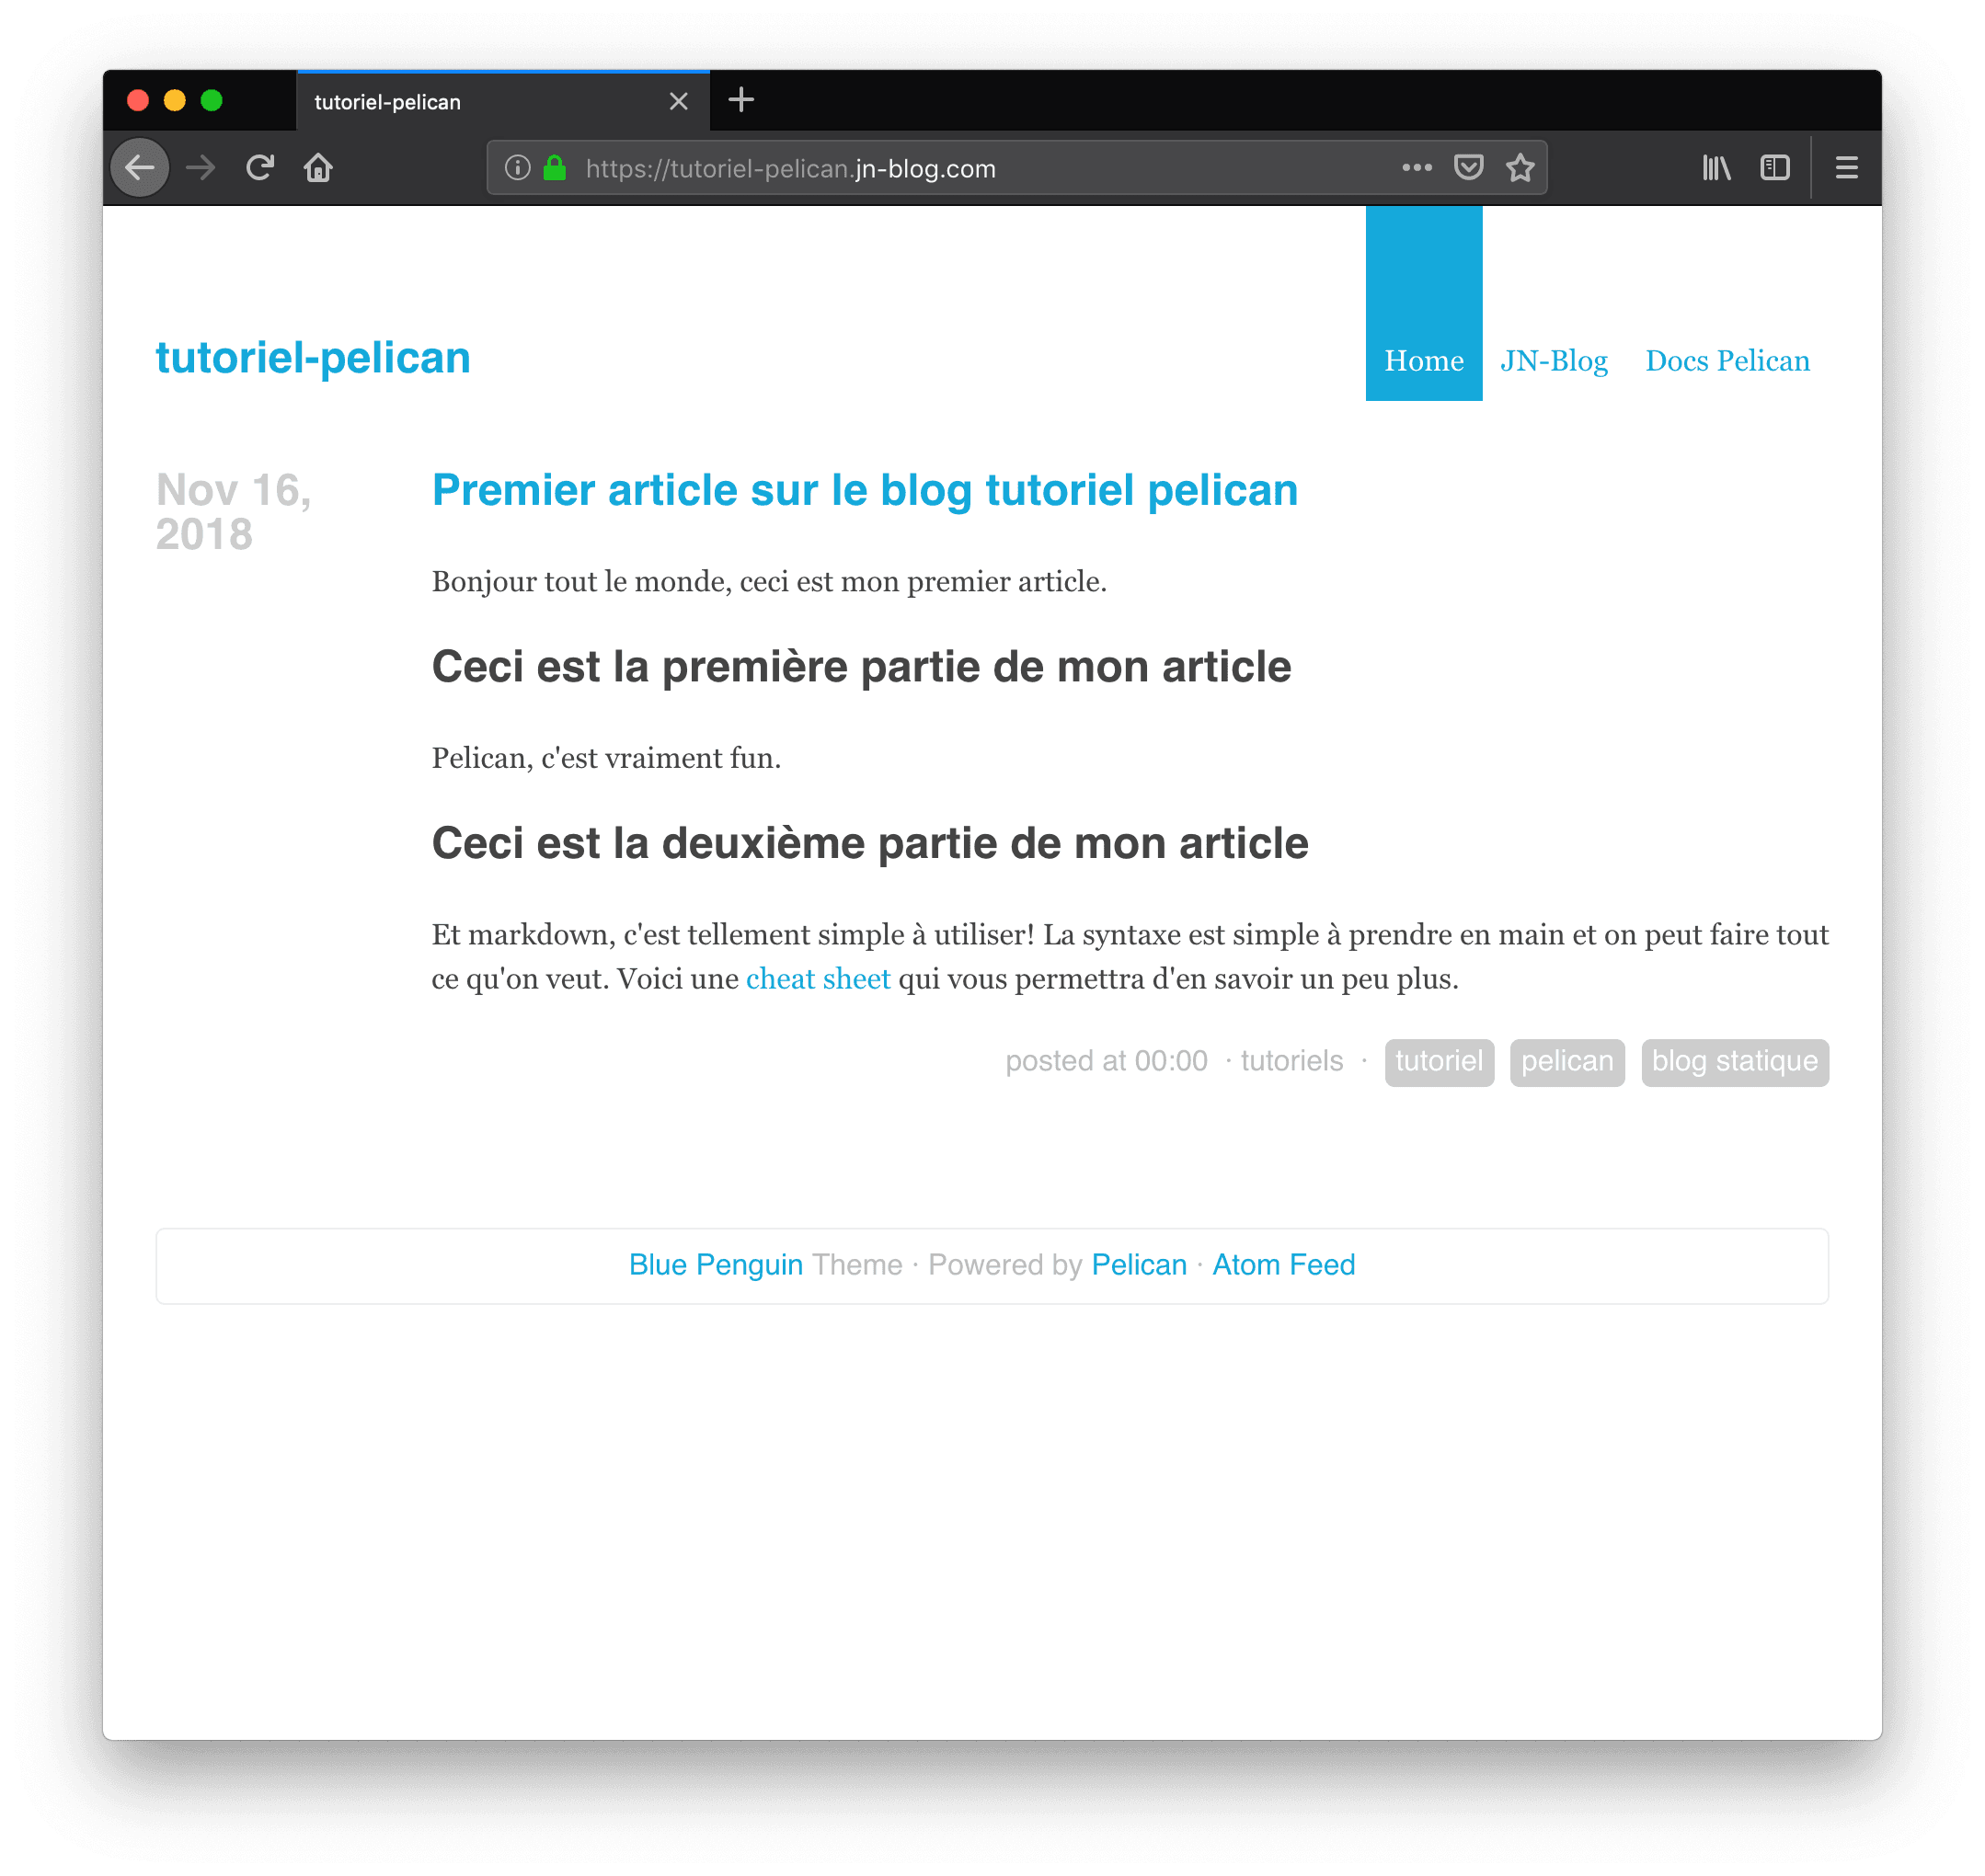 tutoriel-pelican
https://tutoriel-pelican.jn-blog.com
tutoriel-pelican
Home JN-Blog Docs Pelican
Nov 16,
2018
Premier article sur le blog tutoriel pelican
Bonjour tout le monde, ceci est mon premier article.
Ceci est la première partie de mon article
Pelican, c'est vraiment fun.
Ceci est la deuxième partie de mon article
Et markdown, c'est tellement simple à utiliser! La syntaxe est simple à prendre en main et on peut faire tout
ce qu'on veut. Voici une cheat sheet qui vous permettra d'en savoir un peu plus.
posted at 00:00 · tutoriels · tutoriel pelican blog statique
Blue Penguin Theme · Powered by Pelican · Atom Feed